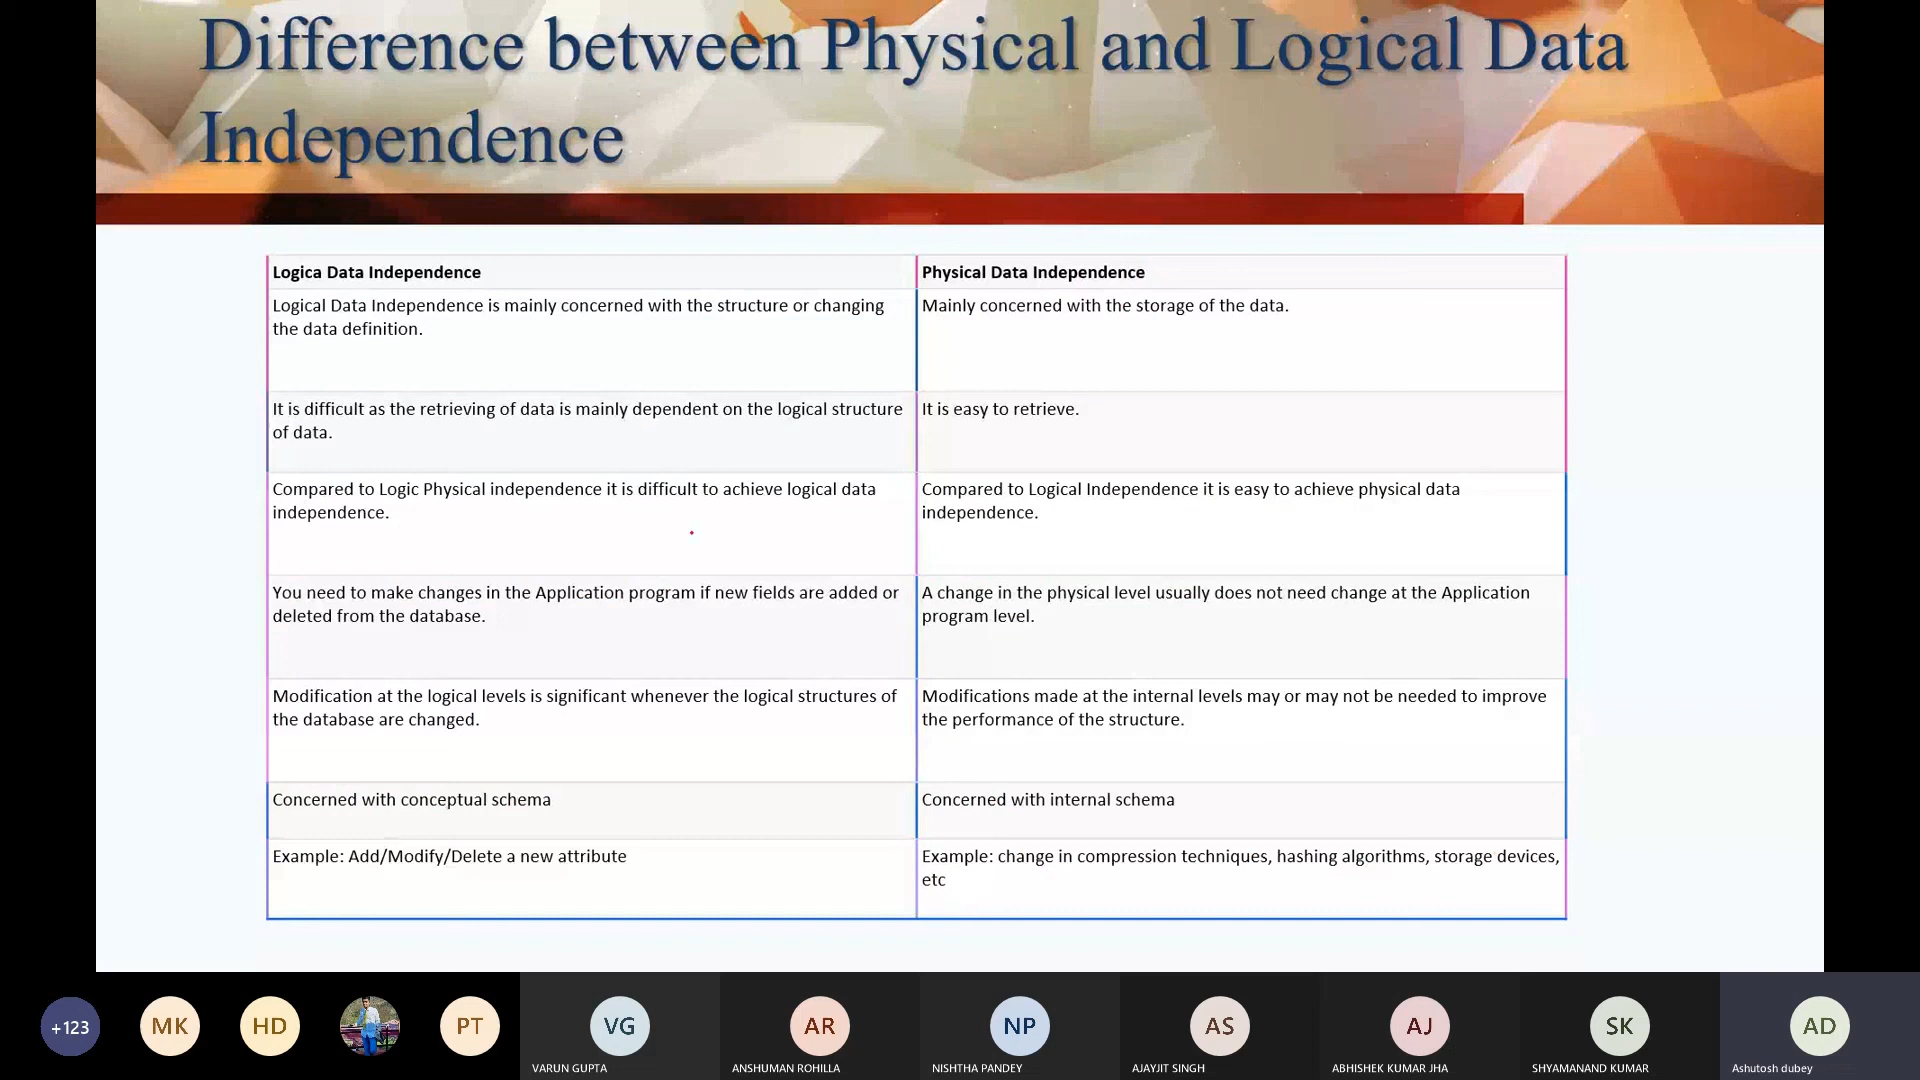 Difference between Physical and Logical Data
Independence
Logica Data Independence
Physical Data Independence
Logical Data Independence is mainly concerned with the structure or changing
the data definition.
Mainly concerned with the storage of the data.
It is difficult as the retrieving of data is mainly dependent on the logical structure
of data.
It is easy to retrieve.
Compared to Logic Physical independence it is difficult to achieve logical data
independence.
Compared to Logical Independence it is easy to achieve physical data
independence.
You need to make changes in the Application program if new fields are added or
deleted from the database.
A change in the physical level usually does not need change at the Application
program level.
Modification at the logical levels is significant whenever the logical structures of
the database are changed.
Modifications made at the internal levels may or may not be needed to improve
the performance of the structure.
Concerned with conceptual schema
Concerned with internal schema
Example: Add/Modify/Delete a new attribute
Example: change in compression techniques, hashing algorithms, storage devices,
etc
+123
MK
HD
PT
VG
VARUN GUPTA
AR
ANSHUMAN ROHILLA
NP
NISHTHA PANDEY
AS
AJAYJIT SINGH
AJ
ABHISHEK KUMAR JHA
SK
SHYAMANAND KUMAR
AD
Ashutosh dubey